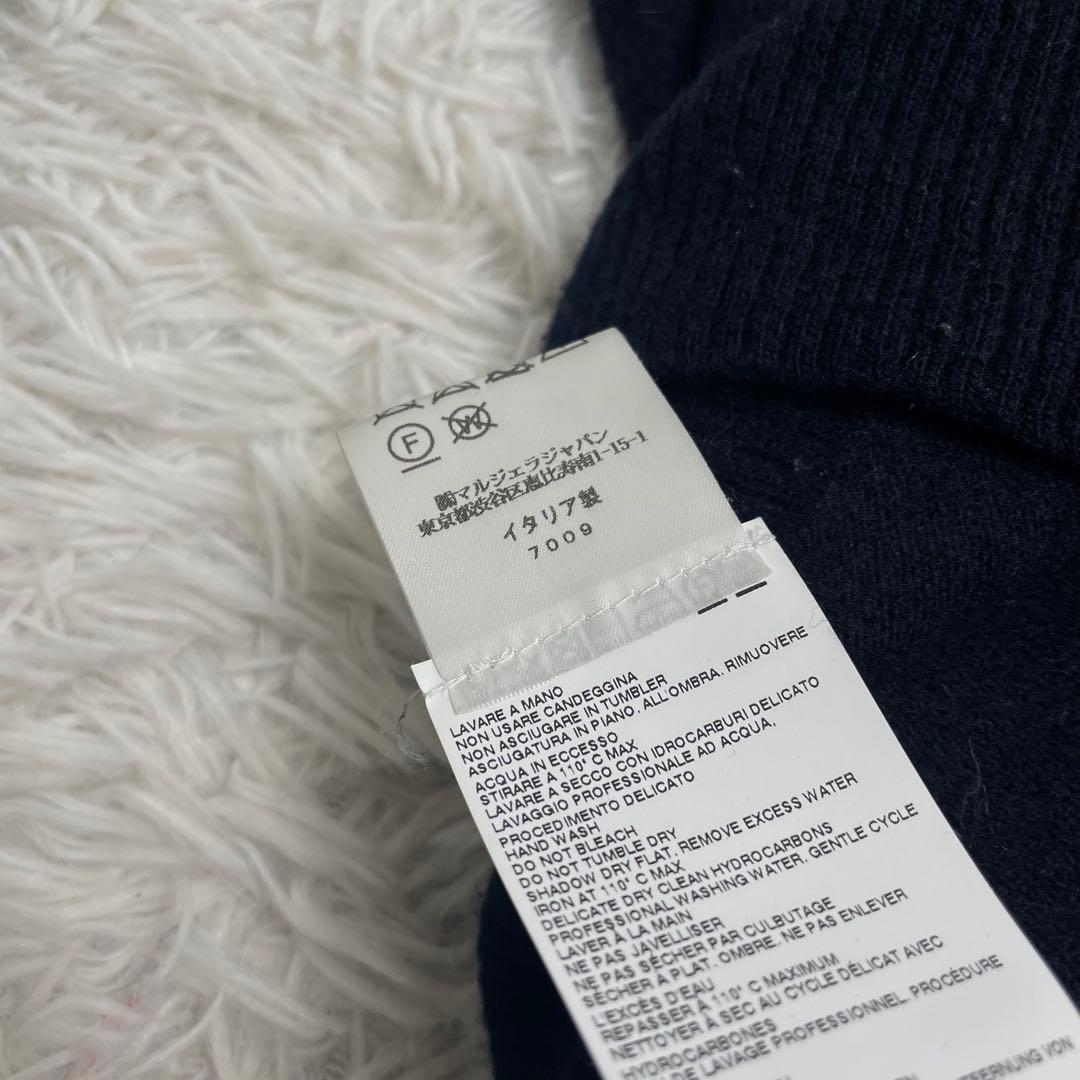 F
W
㈱マルジェラジャパン
東京都渋谷区恵比寿南1-15-1
イタリア製
7009
LAVARE A MANO
NON USARE CANDEGGINA
NON ASCIUGARE IN TUMBLER
ASCIUGATURA IN PIANO. ALL'OMBRA. RIMUOVERE
ACQUA IN ECCESSO
STIRARE A 110° C MAX
LAVARE A SECCO CON IDROCARBURI DELICATO
LAVAGGIO PROFESSIONALE AD ACQUA,
PROCEDIMENTO DELICATO
HAND WASH
DO NOT BLEACH
DO NOT TUMBLE DRY
SHADOW DRY FLAT, REMOVE EXCESS WATER
IRON AT 110° C MAX
DELICATE DRY CLEAN HYDROCARBONS
PROFESSIONAL WASHING WATER. GENTLE CYCLE
LAVER À LA MAIN
NE PAS JAVELLISER
NE PAS SÉCHER PAR CULBUTAGE
SÉCHER À PLAT. OMBRE. NE PAS ENLEVER
L'EXCÈS D'EAU
REPASSER À 110° C MAXIMUM
NETTOYER À SEC AU CYCLE DÉLICAT AVEC
HYDROCARBONES
DE LAVAGE PROFESSIONNEL. PROCÉDURE